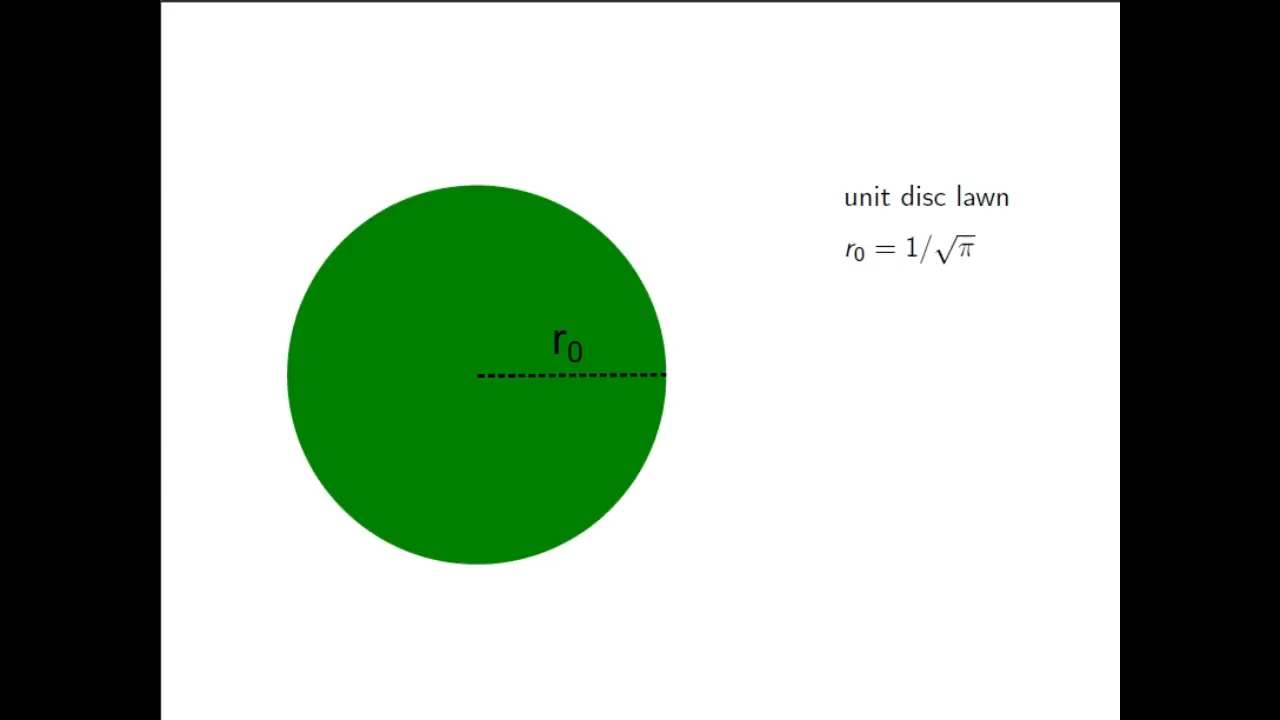 unit disc lawn
r₀ = 1/√π
r₀